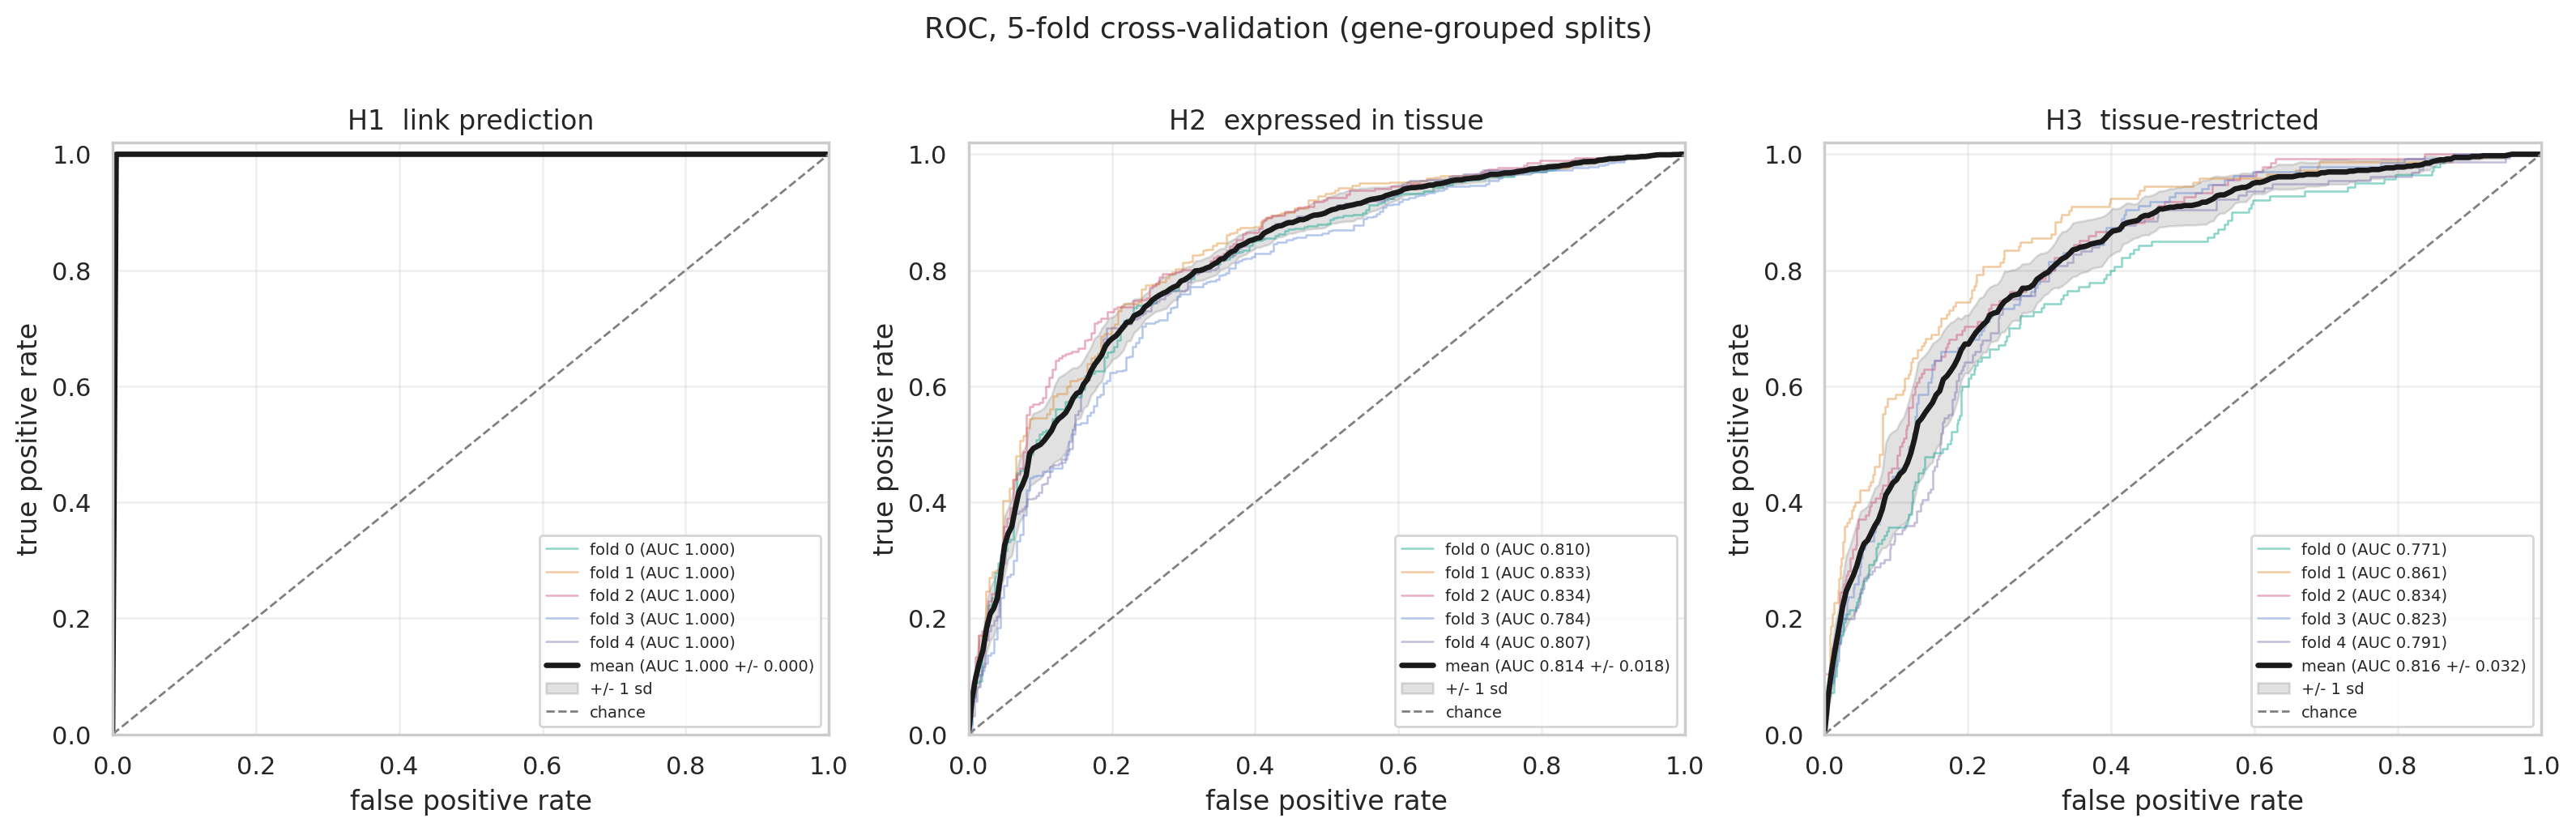 ROC, 5-fold cross-validation (gene-grouped splits)
H1  link prediction
true positive rate
1.0
0.8
0.6
0.4
0.2
0.0
0.0 0.2 0.4 0.6 0.8 1.0
false positive rate
fold 0 (AUC 1.000)
fold 1 (AUC 1.000)
fold 2 (AUC 1.000)
fold 3 (AUC 1.000)
fold 4 (AUC 1.000)
mean (AUC 1.000 +/- 0.000)
+/- 1 sd
chance
H2  expressed in tissue
true positive rate
1.0
0.8
0.6
0.4
0.2
0.0
0.0 0.2 0.4 0.6 0.8 1.0
false positive rate
fold 0 (AUC 0.810)
fold 1 (AUC 0.833)
fold 2 (AUC 0.834)
fold 3 (AUC 0.784)
fold 4 (AUC 0.807)
mean (AUC 0.814 +/- 0.018)
+/- 1 sd
chance
H3  tissue-restricted
true positive rate
1.0
0.8
0.6
0.4
0.2
0.0
0.0 0.2 0.4 0.6 0.8 1.0
false positive rate
fold 0 (AUC 0.771)
fold 1 (AUC 0.861)
fold 2 (AUC 0.834)
fold 3 (AUC 0.823)
fold 4 (AUC 0.791)
mean (AUC 0.816 +/- 0.032)
+/- 1 sd
chance